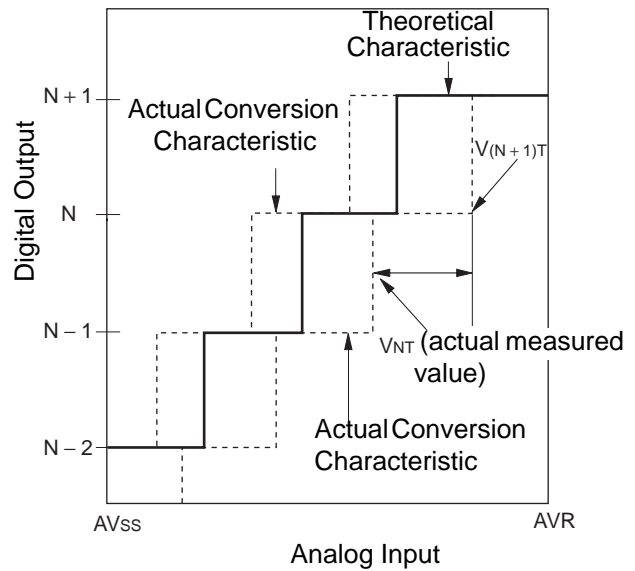 Theoretical
Characteristic
N + 1
Actual Conversion
Characteristic
V(N + 1)T
Digital Output
N
N - 1
VNT (actual measured
value)
Actual Conversion
Characteristic
N - 2
AVSS
AVR
Analog Input